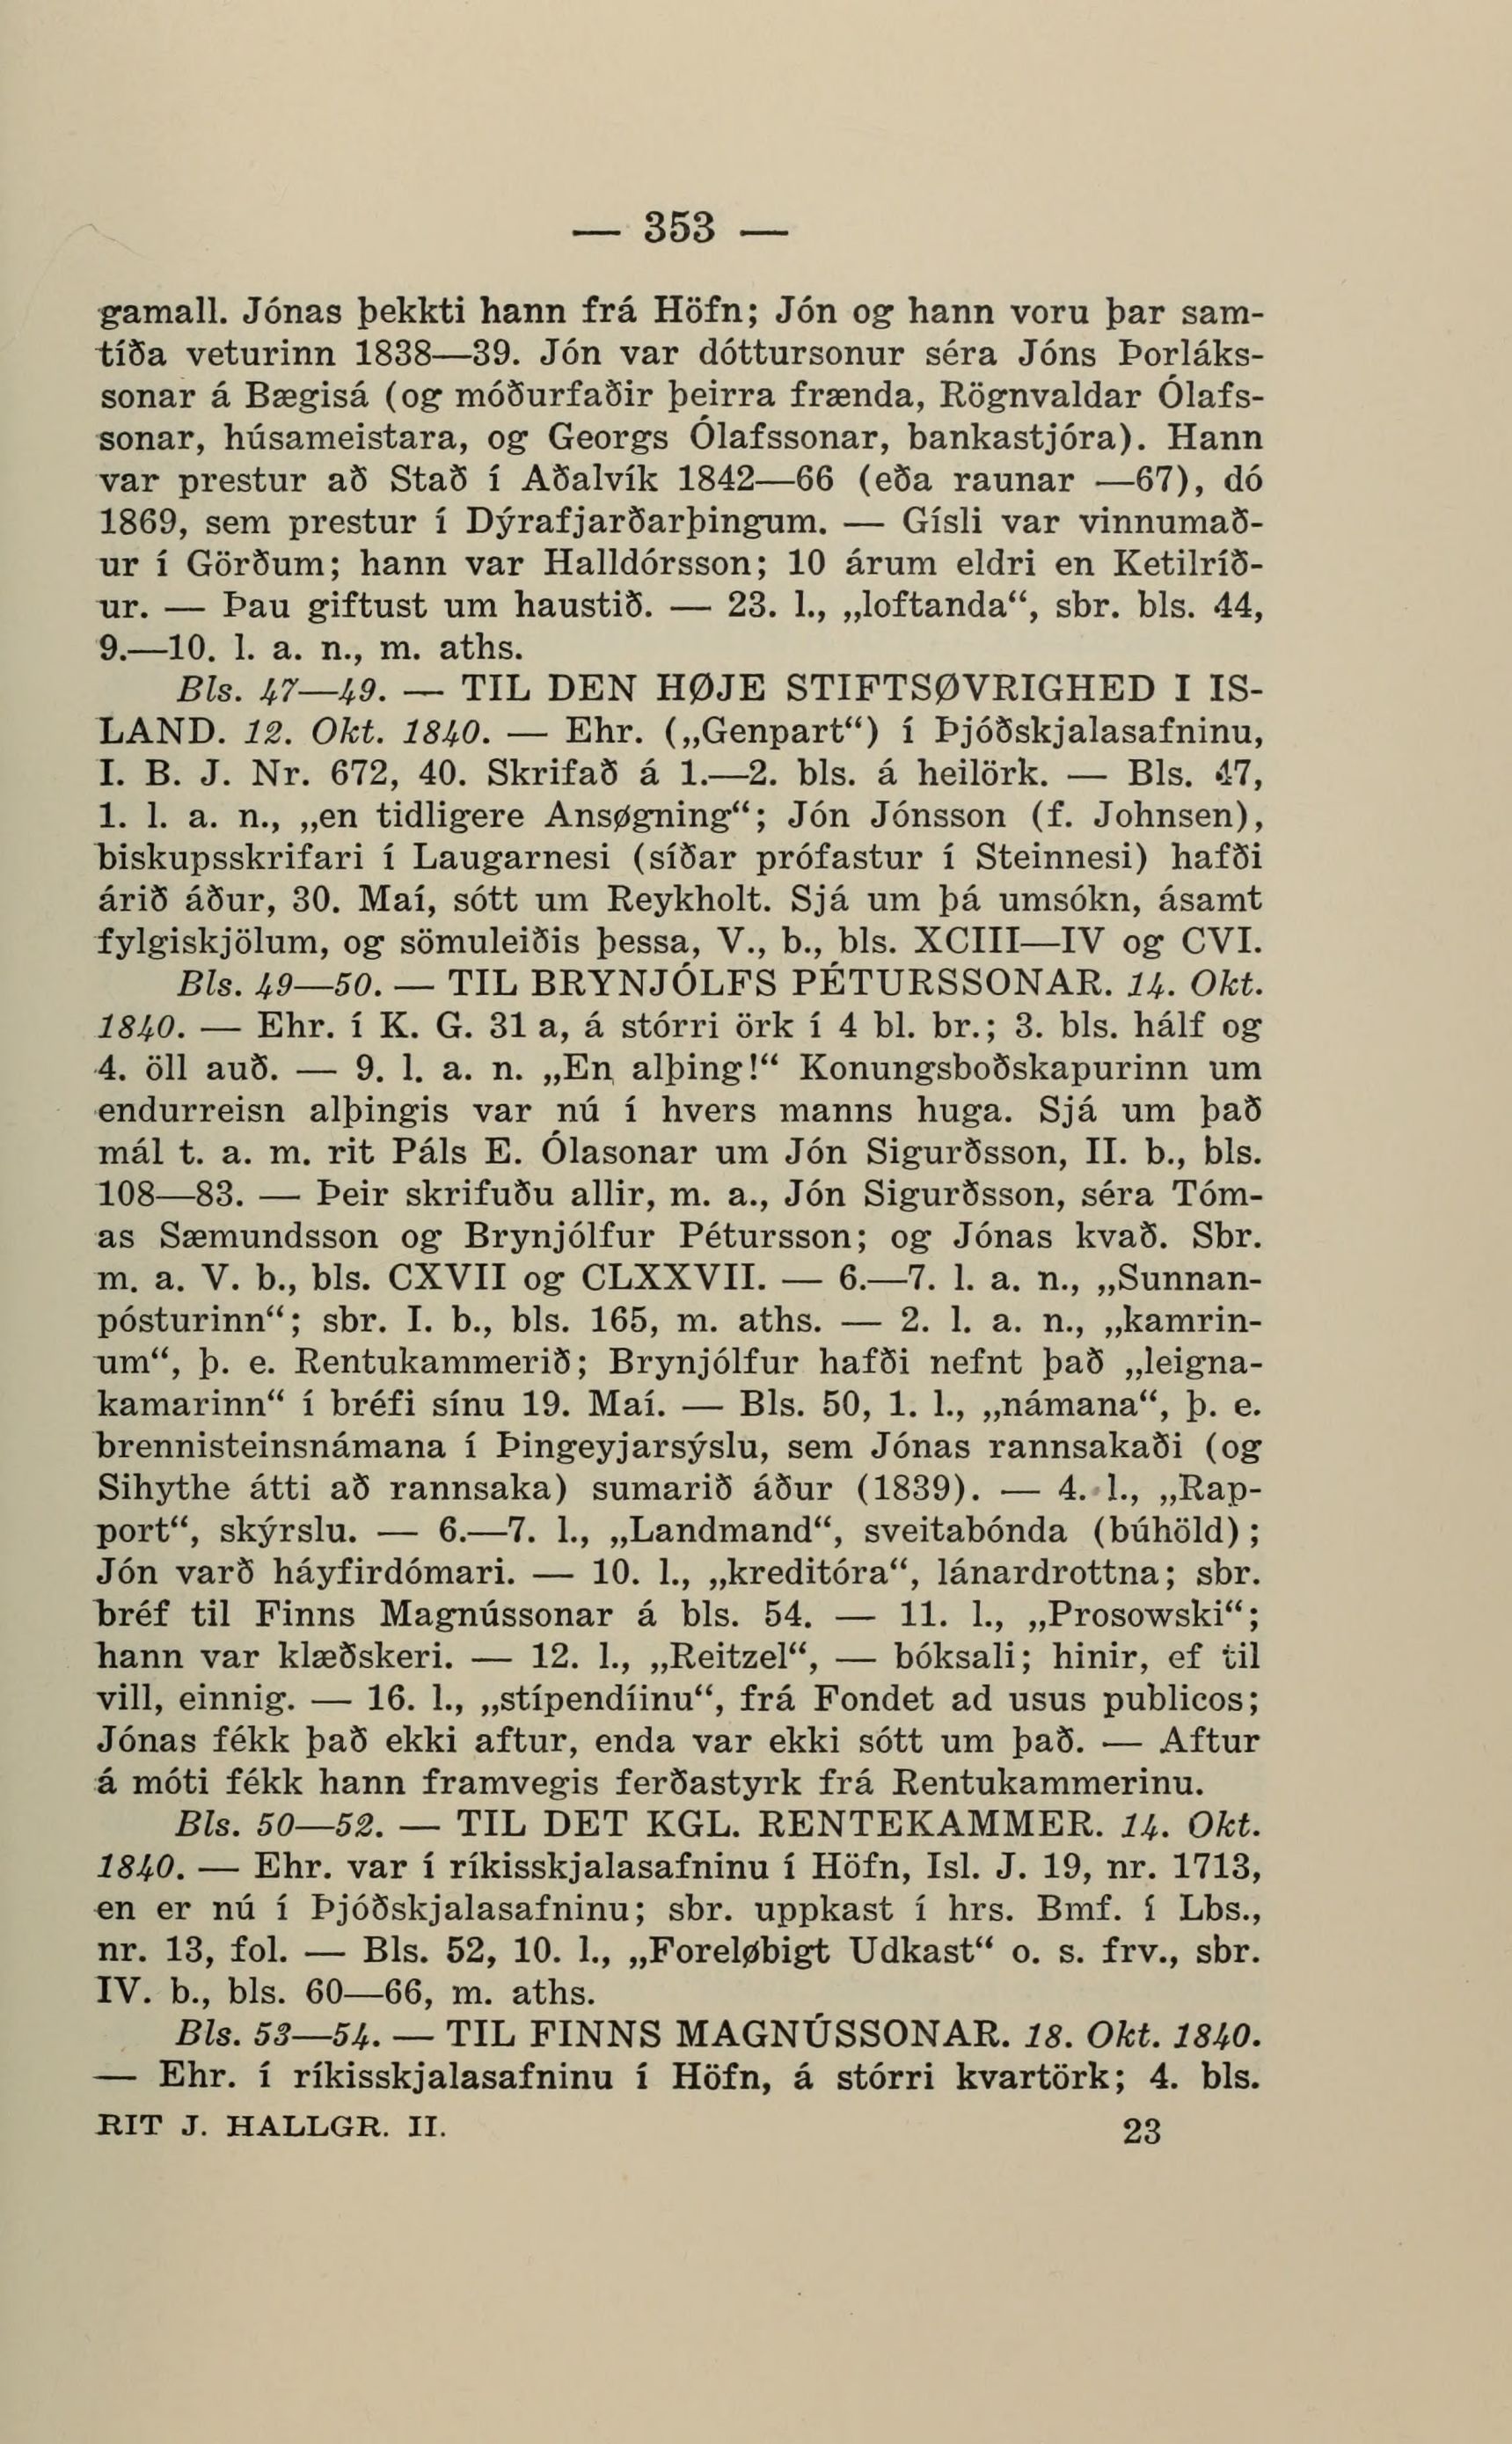 — 353 —
gamall. Jónas þekkti hann frá Höfn; Jón og hann voru þar sam-
tíða veturinn 1838—39. Jón var dóttursonur séra Jóns Þorláks-
sonar á Bægisá (og móðurfaðir þeirra frænda, Rögnvaldar Ólafs-
sonar, húsameistara, og Georgs Ólafssonar, bankastjóra). Hann
var prestur að Stað í Aðalvík 1842—66 (eða raunar —67), dó
1869, sem prestur í Dýrafjarðarþingum. — Gísli var vinnumað-
ur í Görðum; hann var Halldórsson; 10 árum eldri en Ketilríð-
ur. — Þau giftust um haustið. — 23. l., „loftanda“, sbr. bls. 44,
9.—10. l. a. n., m. aths.
Bls. 47—49. — TIL DEN HØJE STIFTSØVRIGHED I IS-
LAND. 12. Okt. 1840. — Ehr. („Genpart“) í Þjóðskjalasafninu,
I. B. J. Nr. 672, 40. Skrifað á 1.—2. bls. á heilörk. — Bls. 47,
1. l. a. n., „en tidligere Ansøgning“; Jón Jónsson (f. Johnsen),
biskupsskrifari í Laugarnesi (síðar prófastur í Steinnesi) hafði
árið áður, 30. Maí, sótt um Reykholt. Sjá um þá umsókn, ásamt
fylgiskjölum, og sömuleiðis þessa, V., b., bls. XCIII—IV og CVI.
Bls. 49—50. — TIL BRYNJÓLFS PÉTURSSONAR. 14. Okt.
1840. — Ehr. í K. G. 31 a, á stórri örk í 4 bl. br.; 3. bls. hálf og
4. öll auð. — 9. l. a. n. „En alþing!“ Konungsboðskapurinn um
endurreisn alþingis var nú í hvers manns huga. Sjá um það
mál t. a. m. rit Páls E. Ólasonar um Jón Sigurðsson, II. b., bls.
108—83. — Þeir skrifuðu allir, m. a., Jón Sigurðsson, séra Tóm-
as Sæmundsson og Brynjólfur Pétursson; og Jónas kvað. Sbr.
m. a. V. b., bls. CXVII og CLXXVII. — 6.—7. l. a. n., „Sunnan-
pósturinn“; sbr. I. b., bls. 165, m. aths. — 2. l. a. n., „kamrin-
um“, þ. e. Rentukammerið; Brynjólfur hafði nefnt það „leigna-
kamarinn“ í bréfi sínu 19. Maí. — Bls. 50, 1. l., „námana“, þ. e.
brennisteinsnámana í Þingeyjarsýslu, sem Jónas rannsakaði (og
Sihythe átti að rannsaka) sumarið áður (1839). — 4. l., „Rap-
port“, skýrslu. — 6.—7. l., „Landmand“, sveitabónda (búhöld);
Jón varð háyfirdómari. — 10. l., „kreditóra“, lánardrottna; sbr.
bréf til Finns Magnússonar á bls. 54. — 11. l., „Prosowski“;
hann var klæðskeri. — 12. l., „Reitzel“, — bóksali; hinir, ef til
vill, einnig. — 16. l., „stípendíinu“, frá Fondet ad usus publicos;
Jónas fékk það ekki aftur, enda var ekki sótt um það. — Aftur
á móti fékk hann framvegis ferðastyrk frá Rentukammerinu.
Bls. 50—52. — TIL DET KGL. RENTEKAMMER. 14. Okt.
1840. — Ehr. var í ríkisskjalasafninu í Höfn, Isl. J. 19, nr. 1713,
en er nú í Þjóðskjalasafninu; sbr. uppkast í hrs. Bmf. í Lbs.,
nr. 13, fol. — Bls. 52, 10. l., „Foreløbigt Udkast“ o. s. frv., sbr.
IV. b., bls. 60—66, m. aths.
Bls. 53—54. — TIL FINNS MAGNÚSSONAR. 18. Okt. 1840.
— Ehr. í ríkisskjalasafninu í Höfn, á stórri kvartörk; 4. bls.
RIT J. HALLGR. II. 23